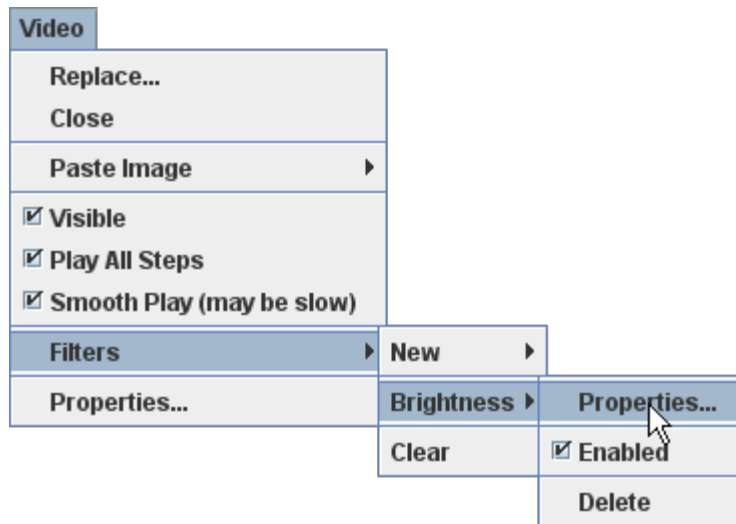 Video
Replace...
Close
Paste Image
Visible
Play All Steps
Smooth Play (may be slow)
Filters
New
Properties...
Brightness
Properties...
Clear
Enabled
Delete